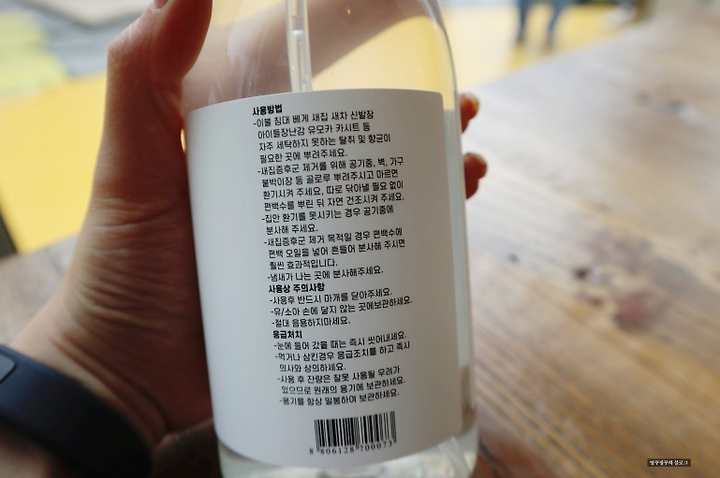 사용방법
-이불 침대 베게 새집 새차 신발장
아이들장난감 유모카 카시트 등
자주 세탁하지 못하는 탈취 및 향균이
필요한 곳에 뿌려주세요.
-새집증후군 제거를 위해 공기중, 벽, 가구
붙박이장 등 골로루 뿌려주시고 마르면
환기시켜 주세요, 따로 닦아낼 필요 없이
편백수를 뿌린 뒤 자연 건조시켜 주세요.
-집안 환기를 못시키는 경우 공기중에
분사해 주세요.
-새집증후군 제거 목적일 경우 편백수에
편백 오일을 넣어 흔들어 분사해 주시면
훨씬 효과적입니다.
-냄새가 나는 곳에 분사해주세요.
사용상 주의사항
-사용후 반드시 마개를 닫아주세요.
-유/소아 손에 닿지 않는 곳에보관하세요.
-절대 음용하지마세요.
응급처치
-눈에 들어 갔을 때는 즉시 씻어내세요.
-먹거나 삼킨경우 응급조치를 하고 즉시
의사와 상의하세요.
-사용 후 잔량은 잘못 사용될 우려가
있으므로 원래의 용기에 보관하세요.
-용기를 항상 밀봉하여 보관하세요.
8 806128 700073